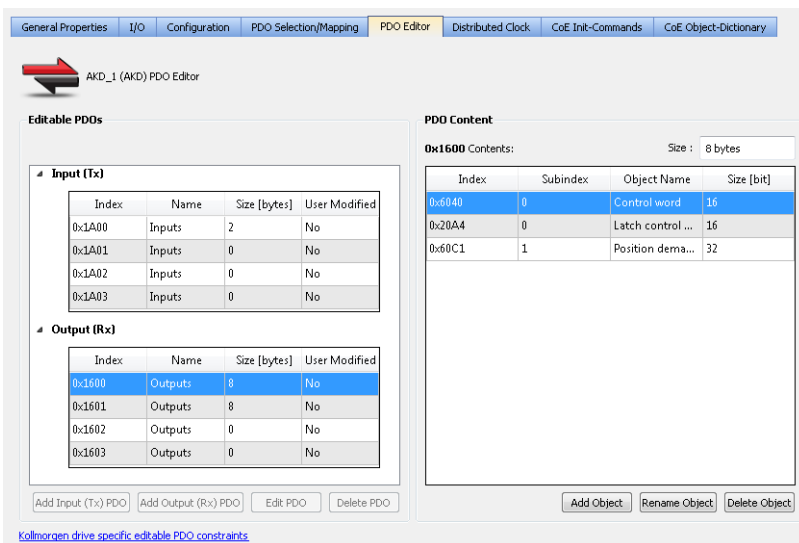 General Properties I/O Configuration PDO Selection/Mapping PDO Editor Distributed Clock CoE Init-Commands CoE Object-Dictionary
AKD_1 (AKD) PDO Editor
Editable PDOs
Input (Tx)
Index Name Size [bytes] User Modified
0x1A00 Inputs 2 No
0x1A01 Inputs 0 No
0x1A02 Inputs 0 No
0x1A03 Inputs 0 No
Output (Rx)
Index Name Size [bytes] User Modified
0x1600 Outputs 8 No
0x1601 Outputs 8 No
0x1602 Outputs 0 No
0x1603 Outputs 0 No
Add Input (Tx) PDO Add Output (Rx) PDO Edit PDO Delete PDO
Kollmorgen drive specific editable PDO constraints
PDO Content
0x1600 Contents: Size : 8 bytes
Index Subindex Object Name Size [bit]
0x6040 0 Control word 16
0x20A4 0 Latch control ... 16
0x60C1 1 Position dema... 32
Add Object Rename Object Delete Object